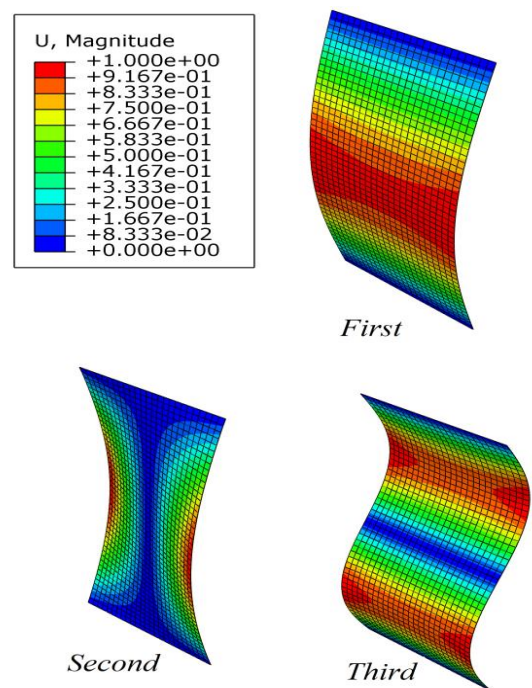 U, Magnitude
+1.000e+00
+9.167e-01
+8.333e-01
+7.500e-01
+6.667e-01
+5.833e-01
+5.000e-01
+4.167e-01
+3.333e-01
+2.500e-01
+1.667e-01
+8.333e-02
+0.000e+00
First
Second
Third